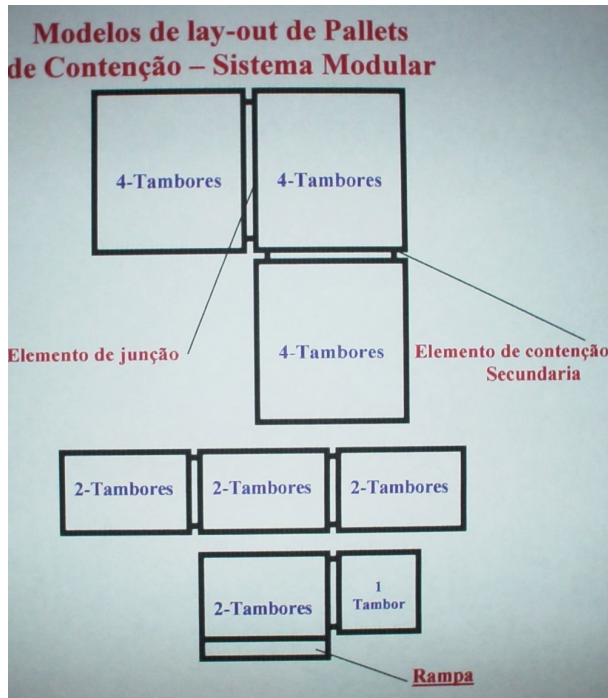 Modelos de lay-out de Pallets
de Contenção – Sistema Modular
4-Tambores
4-Tambores
Elemento de junção
4-Tambores
Elemento de contenção
Secundaria
2-Tambores
2-Tambores
2-Tambores
2-Tambores
1
Tambor
Rampa